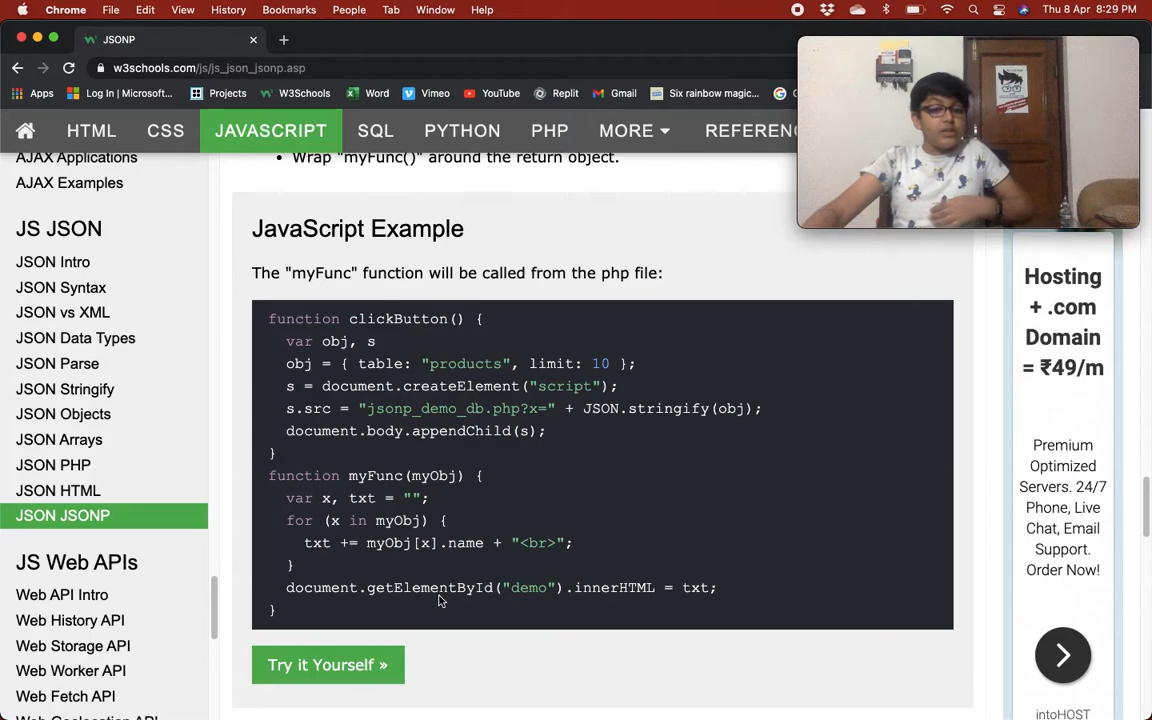 Chrome File Edit View History Bookmarks People Tab Window Help Thu 8 Apr 8:29 PM
JSONP
w3schools.com/js/js_json_jsonp.asp
Apps Log In | Microsoft... Projects W3Schools Word Vimeo YouTube Replit Gmail Six rainbow magic...
HTML CSS JAVASCRIPT SQL PYTHON PHP MORE REFERENC
AJAX Applications
AJAX Examples
JS JSON
JSON Intro
JSON Syntax
JSON vs XML
JSON Data Types
JSON Parse
JSON Stringify
JSON Objects
JSON Arrays
JSON PHP
JSON HTML
JSON JSONP
JS Web APIs
Web API Intro
Web History API
Web Storage API
Web Worker API
Web Fetch API
Web Geolocation API
• Wrap "myFunc()" around the return object.
JavaScript Example
The "myFunc" function will be called from the php file:
function clickButton() {
var obj, s
obj = { table: "products", limit: 10 };
s = document.createElement("script");
s.src = "jsonp_demo_db.php?x=" + JSON.stringify(obj);
document.body.appendChild(s);
}
function myFunc(myObj) {
var x, txt = "";
for (x in myObj) {
txt += myObj[x].name + "<br>";
}
document.getElementById("demo").innerHTML = txt;
}
Try it Yourself »
Hosting
+ .com
Domain
= ₹49/m
Premium
Optimized
Servers. 24/7
Phone, Live
Chat, Email
Support.
Order Now!
intoHOST